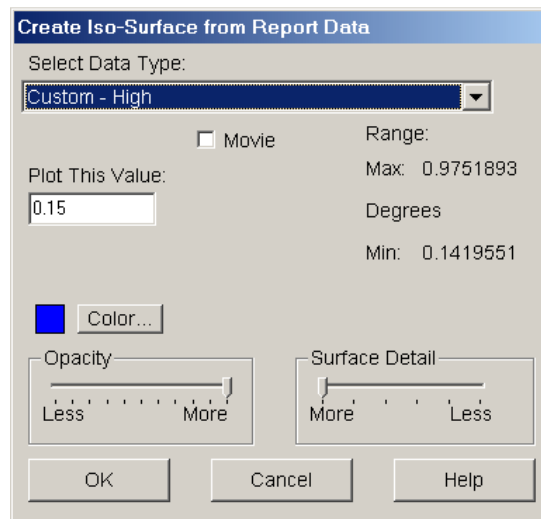 Create Iso-Surface from Report Data
Select Data Type:
Custom - High
Movie
Range:
Plot This Value:
Max: 0.9751893
0.15
Degrees
Min: 0.1419551
Color...
Opacity
Surface Detail
Less More
More Less
OK Cancel Help